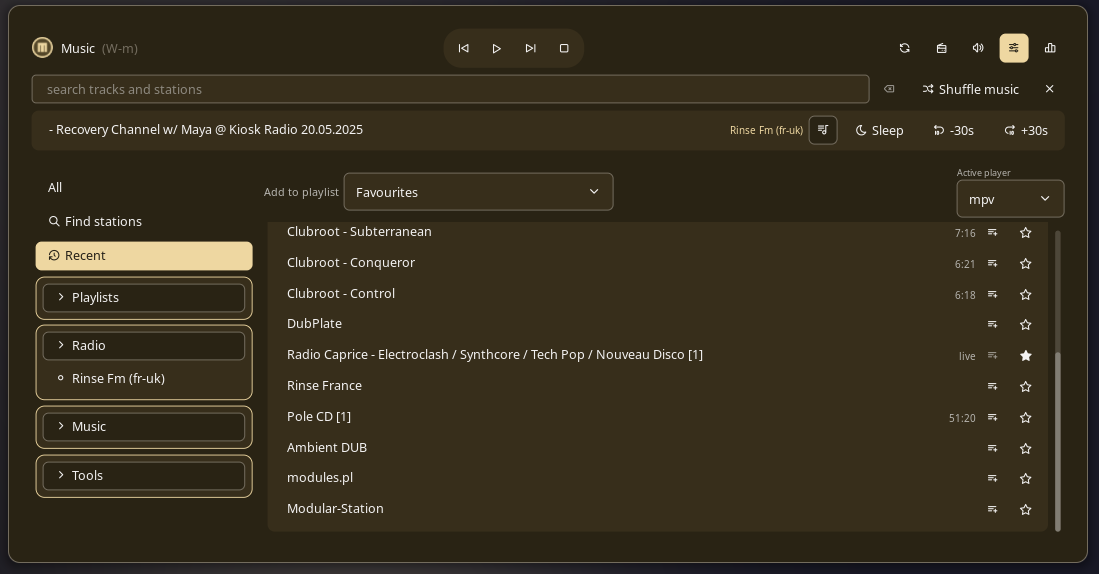 Music (W-m)
search tracks and stations
Shuffle music
- Recovery Channel w/ Maya @ Kiosk Radio 20.05.2025
Rinse Fm (fr-uk)
Sleep
-30s
+30s
All
Find stations
Recent
Playlists
Radio
Rinse Fm (fr-uk)
Music
Tools
Add to playlist
Favourites
Active player
mpv
Clubroot - Subterranean 7:16
Clubroot - Conqueror 6:21
Clubroot - Control 6:18
DubPlate
Radio Caprice - Electroclash / Synthcore / Tech Pop / Nouveau Disco [1] live
Rinse France
Pole CD [1] 51:20
Ambient DUB
modules.pl
Modular-Station